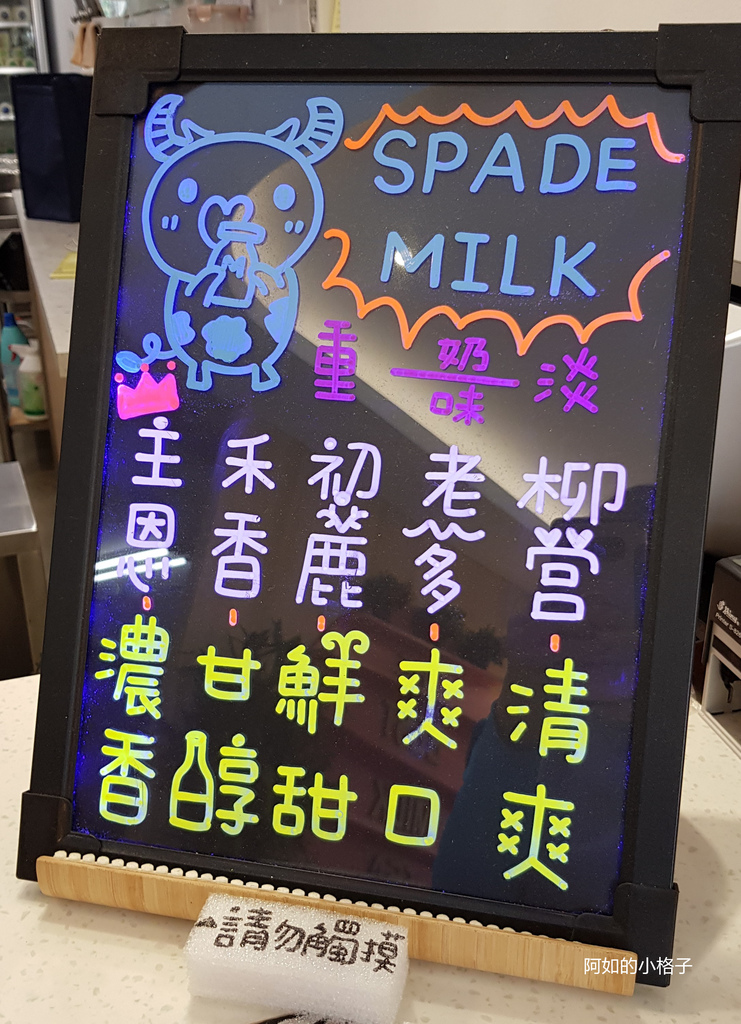 SPADE
MILK
重 奶味 淡
主恩-濃香
禾香-甘醇
初鹿-鮮甜
老爹-爽口
柳營-清爽
請勿觸摸
阿如的小格子